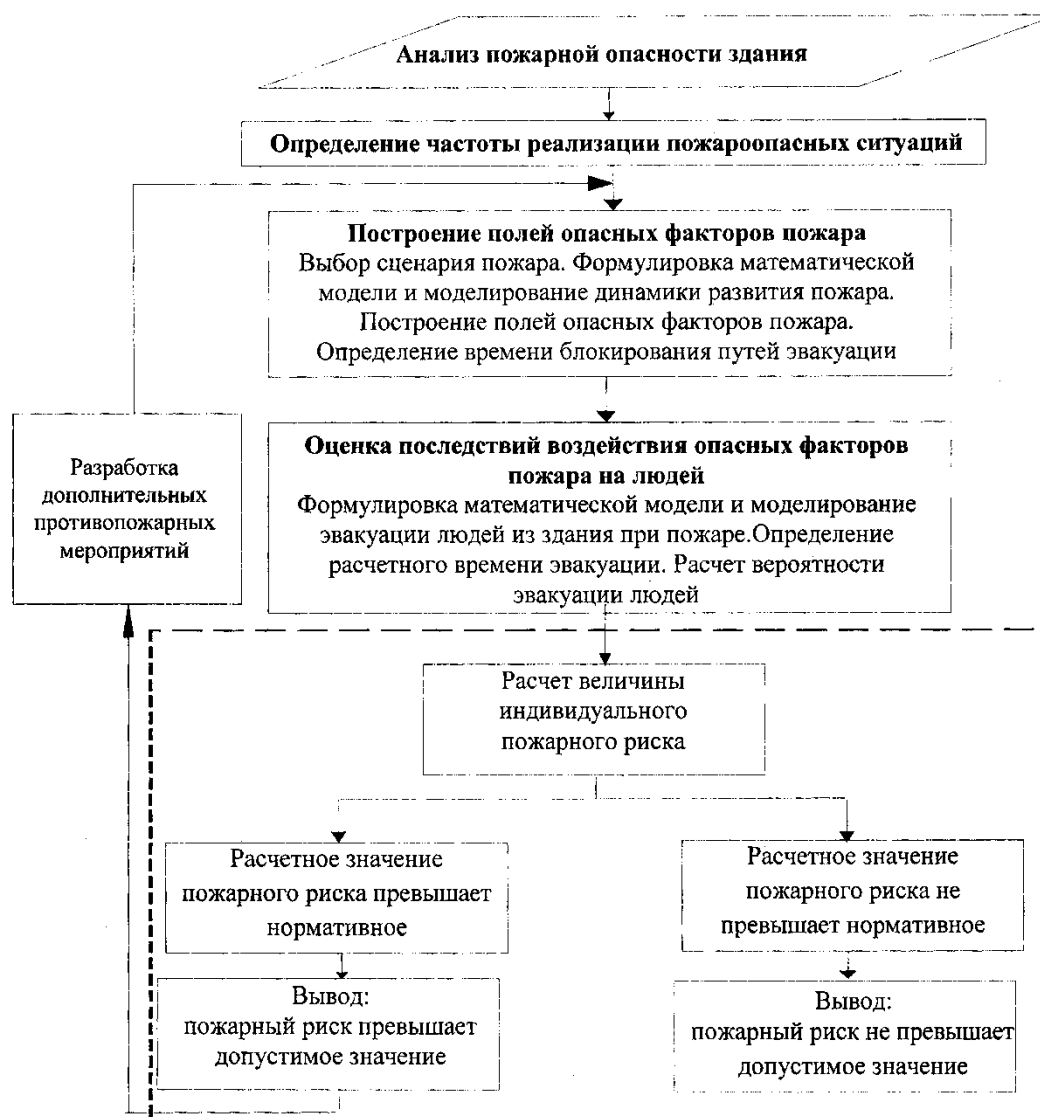 Анализ пожарной опасности здания
Определение частоты реализации пожароопасных ситуаций
Построение полей опасных факторов пожара
Выбор сценария пожара. Формулировка математической
модели и моделирование динамики развития пожара.
Построение полей опасных факторов пожара.
Определение времени блокирования путей эвакуации
Оценка последствий воздействия опасных факторов
пожара на людей
Формулировка математической модели и моделирование
эвакуации людей из здания при пожаре.Определение
расчетного времени эвакуации. Расчет вероятности
эвакуации людей
Разработка
дополнительных
противопожарных
мероприятий
Расчет величины
индивидуального
пожарного риска
Расчетное значение
пожарного риска превышает
нормативное
Расчетное значение
пожарного риска не
превышает нормативное
Вывод:
пожарный риск превышает
допустимое значение
Вывод:
пожарный риск не превышает
допустимое значение